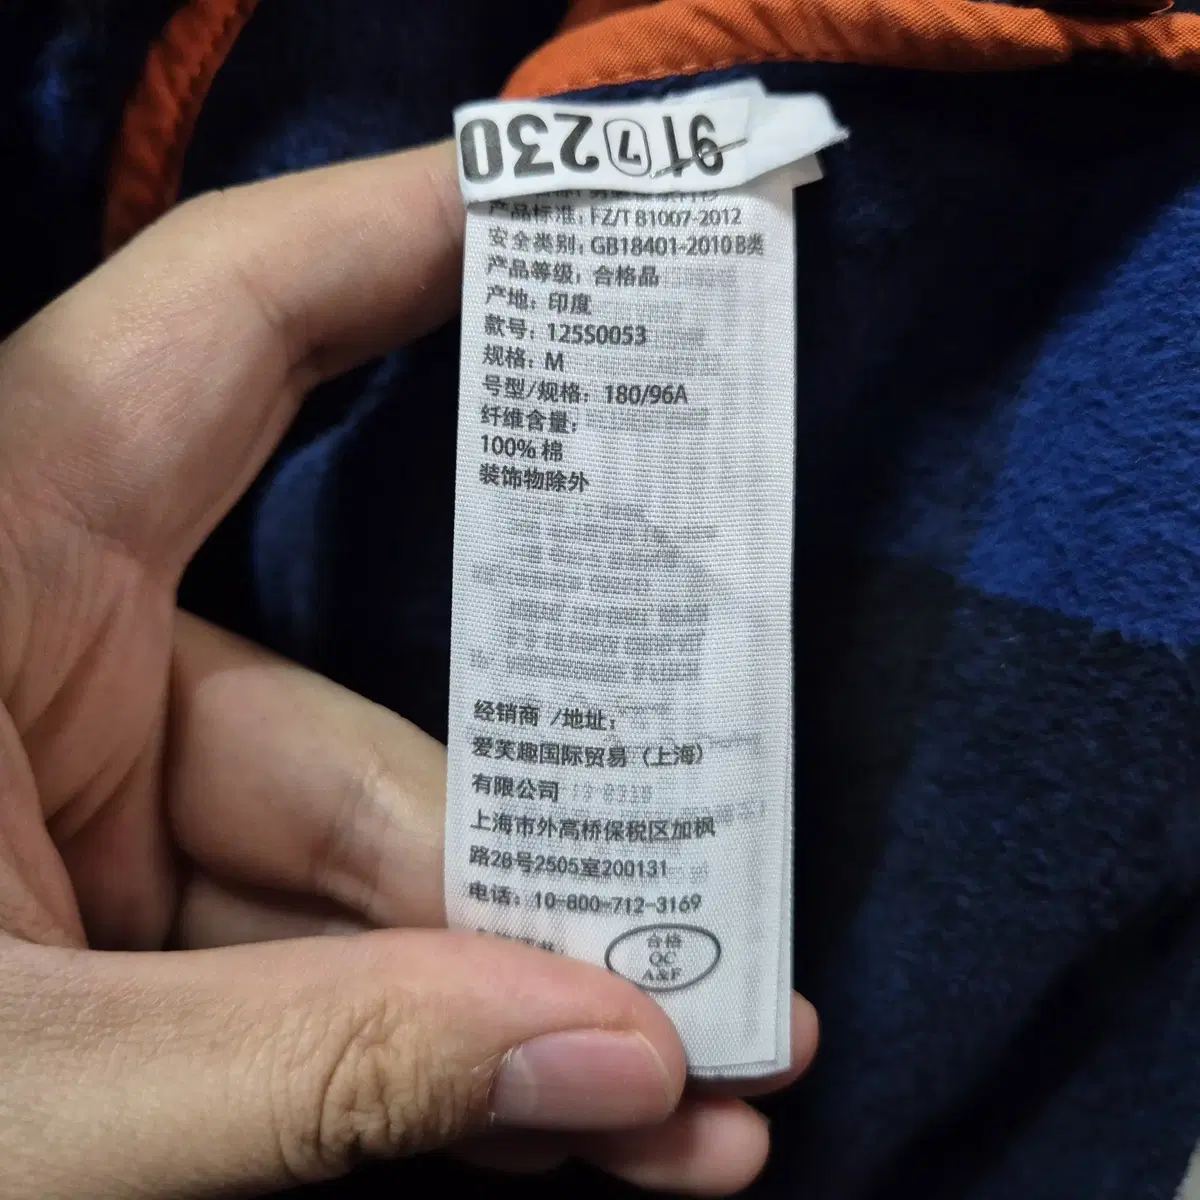 91⑦230
产品标准: FZ/T 81007-2012
安全类别: GB18401-2010 B类
产品等级: 合格品
产地: 印度
款号: 125S0053
规格: M
号型/规格: 180/96A
纤维含量:
100% 棉
装饰物除外
经销商 /地址:
爱芙趣国际贸易（上海）
有限公司
上海市外高桥保税区加枫
路28号2505室200131
电话: 10-800-712-3169
合格
QC
A&F